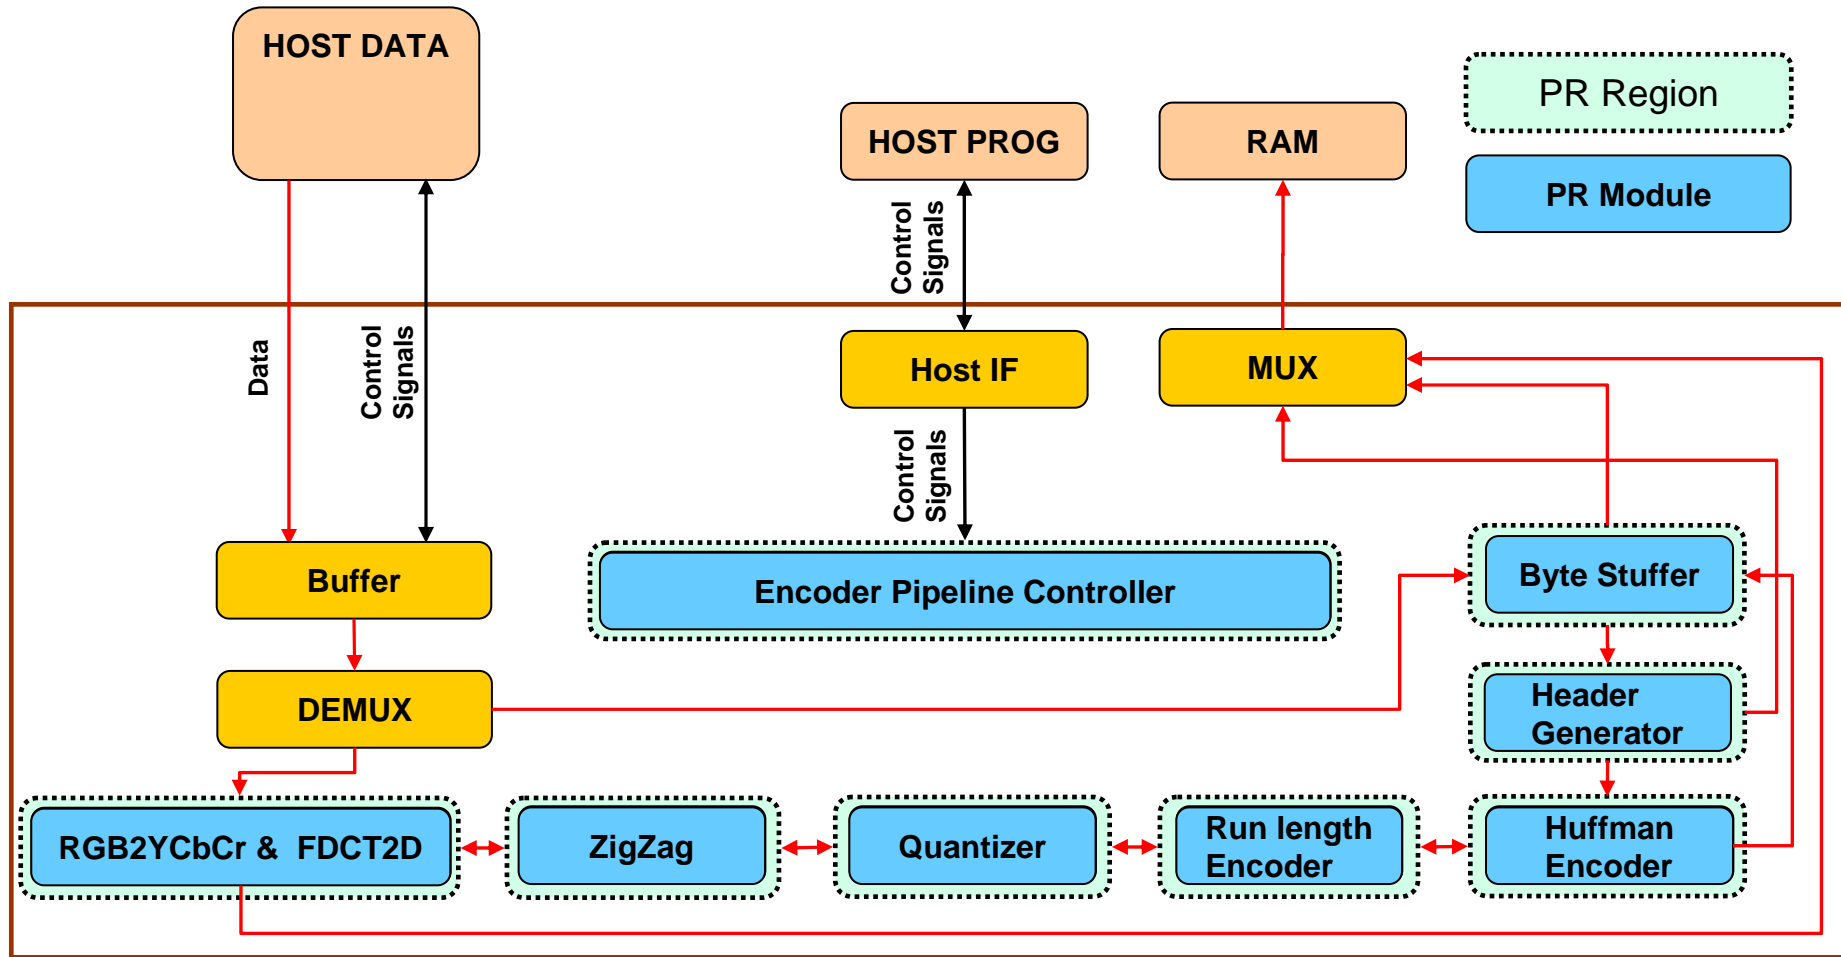 HOST DATA
HOST PROG
RAM
PR Region
PR Module
Control
Signals
Data
Control
Signals
Host IF
MUX
Control
Signals
Buffer
Encoder Pipeline Controller
Byte Stuffer
DEMUX
Header
Generator
RGB2YCbCr & FDCT2D
ZigZag
Quantizer
Run length
Encoder
Huffman
Encoder